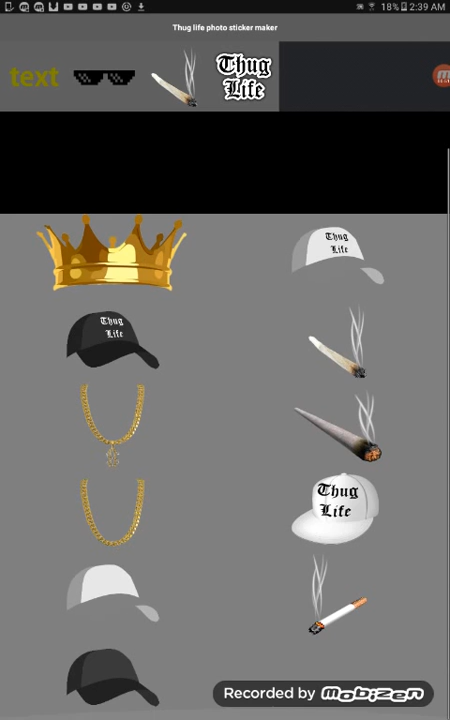 18% 2:39 AM
Thug life photo sticker maker
text
Thug
Life
Thug
Life
Thug
Life
Thug
Life
Recorded by Mobizen